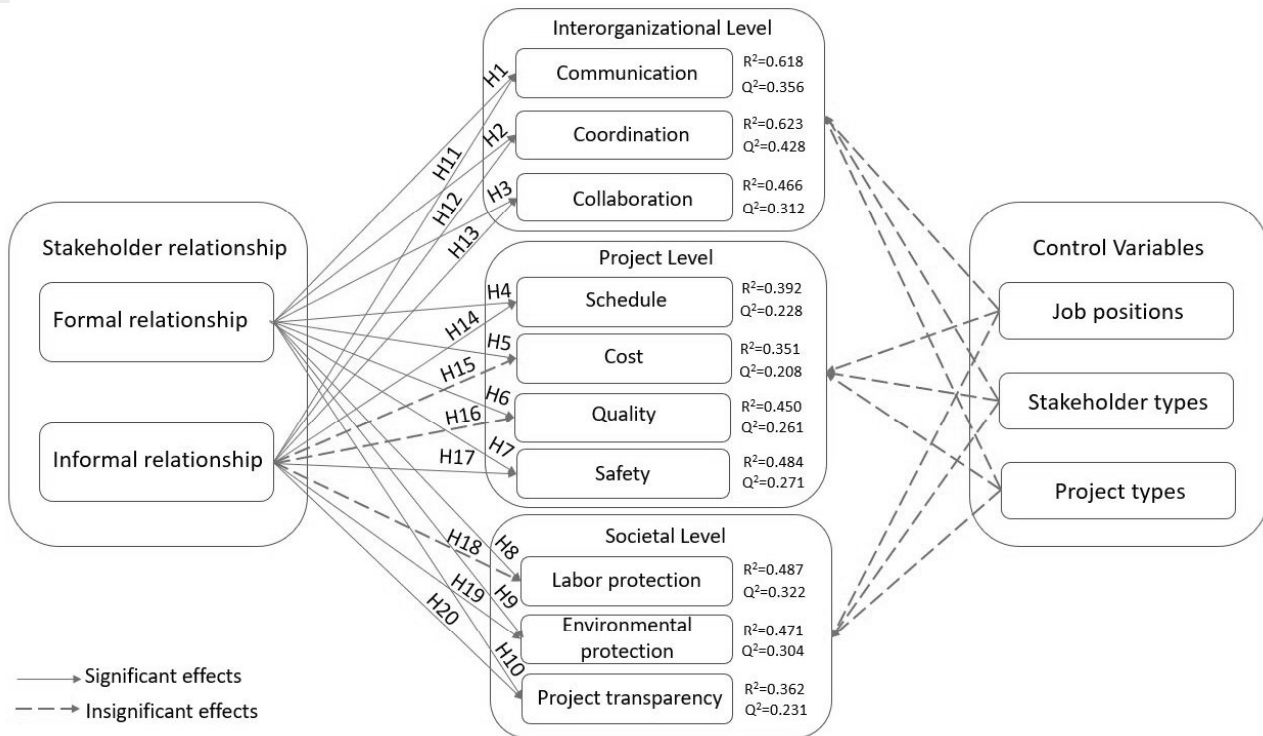 Stakeholder relationship
Formal relationship
Informal relationship
H1
H2
H11
H12
H3
H13
H4
H14
H5
H15
H6
H16
H7
H17
H8
H18
H19
H9
H20
H10
Interorganizational Level
Communication
R²=0.618
Q²=0.356
Coordination
R²=0.623
Q²=0.428
Collaboration
R²=0.466
Q²=0.312
Project Level
Schedule
R²=0.392
Q²=0.228
Cost
R²=0.351
Q²=0.208
Quality
R²=0.450
Q²=0.261
Safety
R²=0.484
Q²=0.271
Societal Level
Labor protection
R²=0.487
Q²=0.322
Environmental
protection
R²=0.471
Q²=0.304
Project transparency
R²=0.362
Q²=0.231
Control Variables
Job positions
Stakeholder types
Project types
Significant effects
Insignificant effects